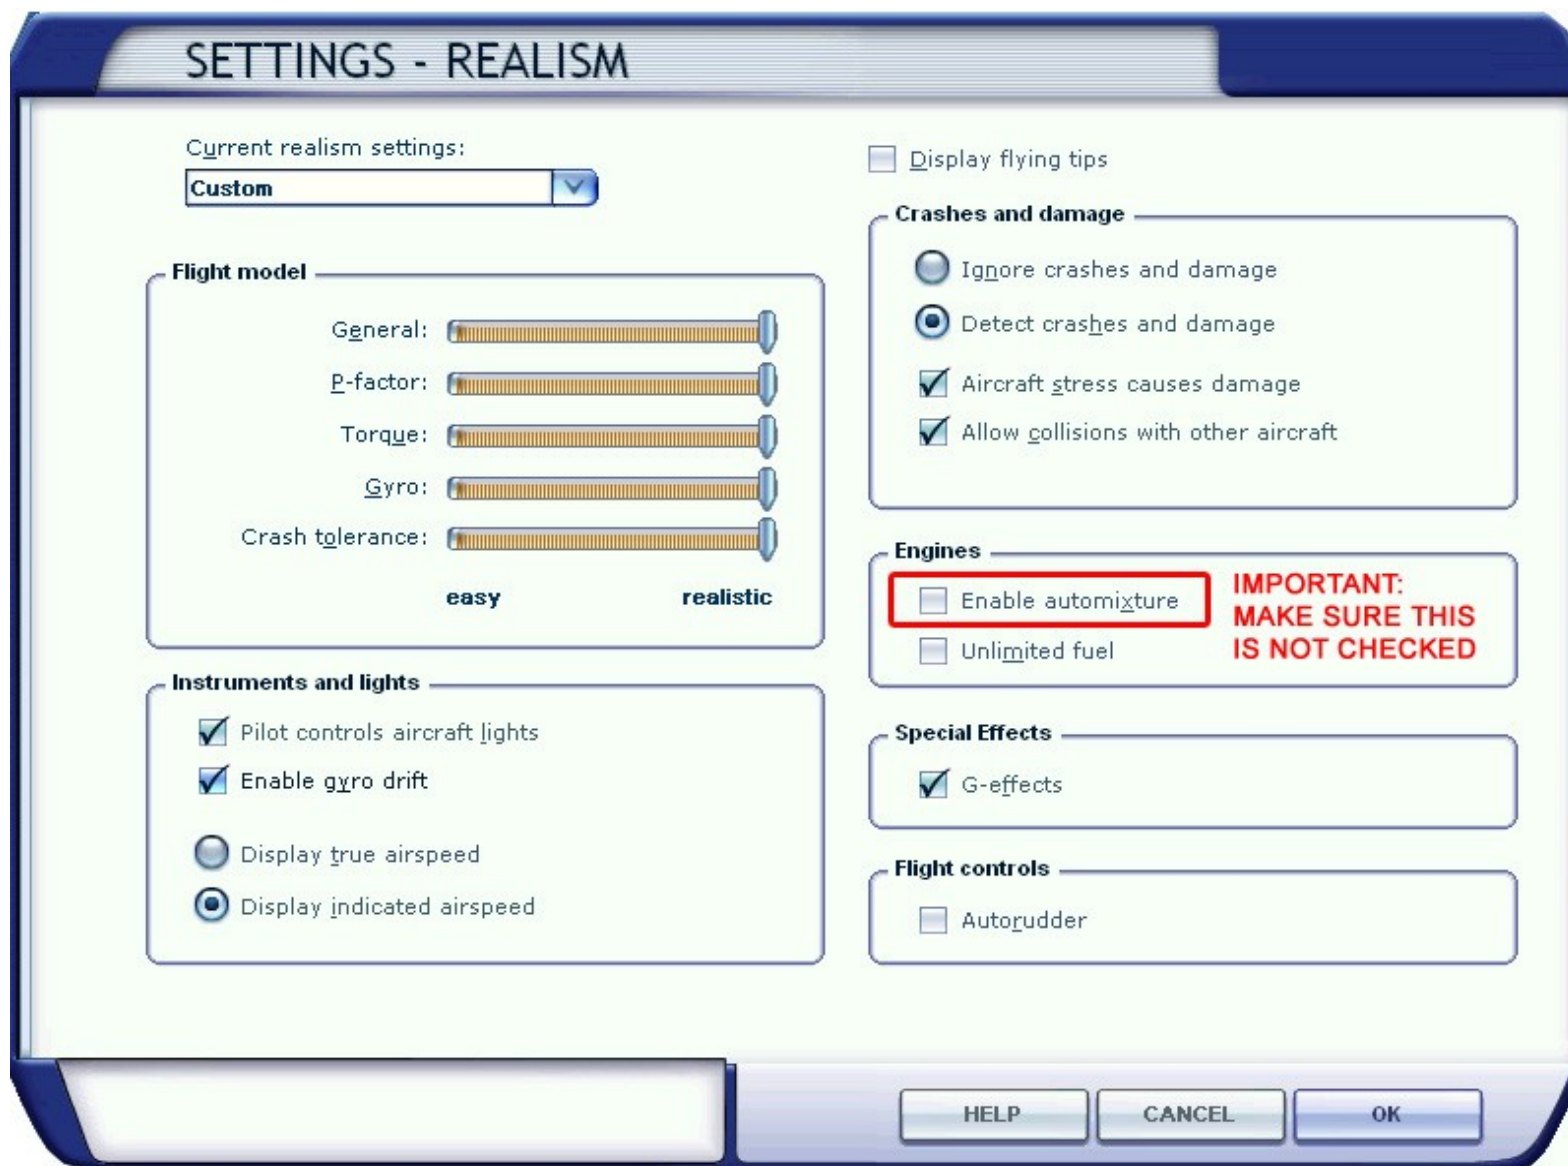 SETTINGS - REALISM
Current realism settings:
Custom
Flight model
General:
P-factor:
Torque:
Gyro:
Crash tolerance:
easy realistic
Instruments and lights
Pilot controls aircraft lights
Enable gyro drift
Display true airspeed
Display indicated airspeed
Display flying tips
Crashes and damage
Ignore crashes and damage
Detect crashes and damage
Aircraft stress causes damage
Allow collisions with other aircraft
Engines
Enable automixture
Unlimited fuel
IMPORTANT:
MAKE SURE THIS
IS NOT CHECKED
Special Effects
G-effects
Flight controls
Autorudder
HELP CANCEL OK